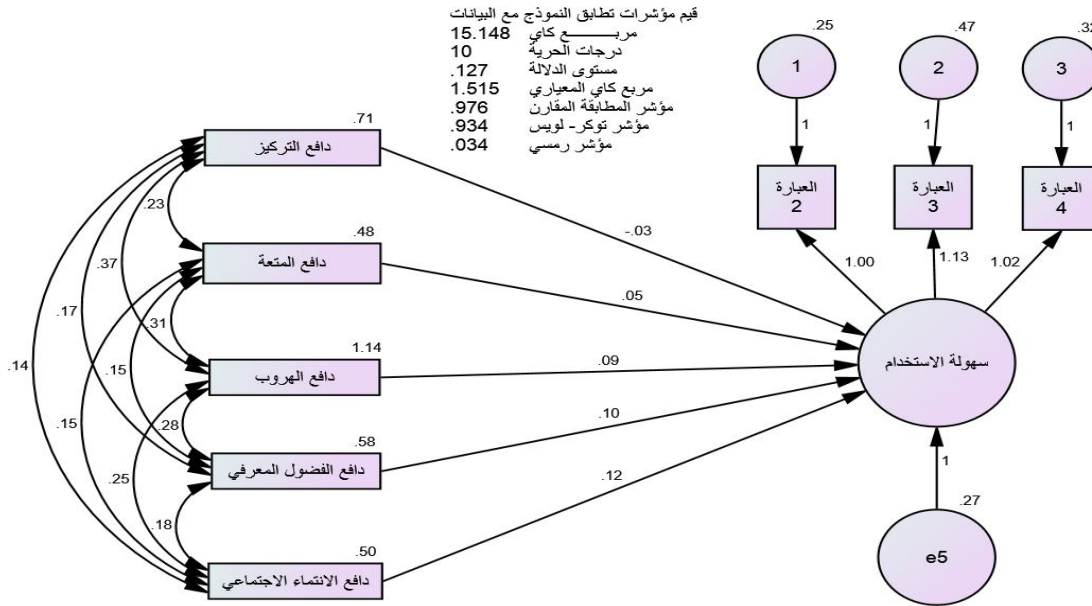 قيم مؤشرات تطابق النموذج مع البيانات
مربـــــــع كاي 15.148
درجات الحرية 10
مستوى الدلالة .127
مربع كاي المعياري 1.515
مؤشر المطابقة المقارن .976
مؤشر توكر- لويس .934
مؤشر رمسي .034
.25
.47
.32
1
2
3
1
1
1
العبارة
2
العبارة
3
العبارة
4
1.00
1.13
1.02
.71
دافع التركيز
-.03
.23
.48
دافع المتعة
.05
.37
.17
.31
.14
.15
1.14
دافع الهروب
.09
سهولة الاستخدام
.15
.28
.58
دافع الفضول المعرفي
.10
.25
.18
.50
دافع الانتماء الاجتماعي
.12
1
.27
e5